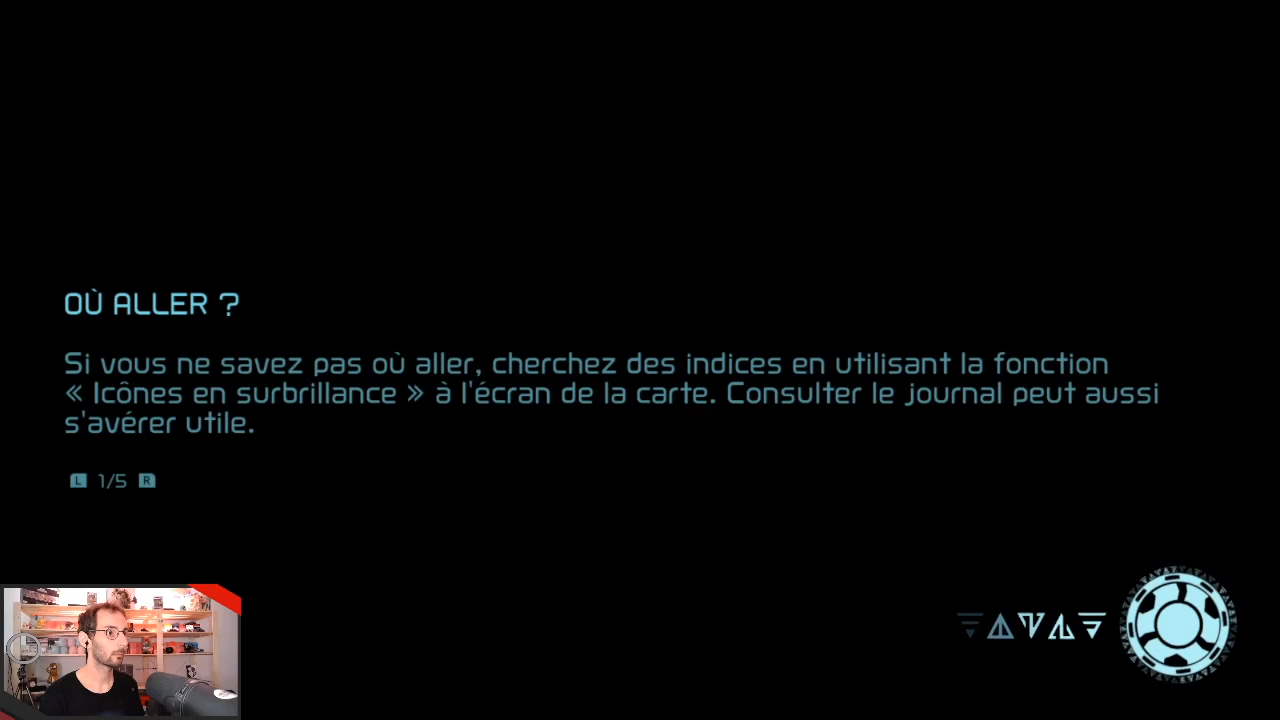 OÙ ALLER ?
Si vous ne savez pas où aller, cherchez des indices en utilisant la fonction
« Icônes en surbrillance » à l'écran de la carte. Consulter le journal peut aussi
s'avérer utile.
L 1/5 R